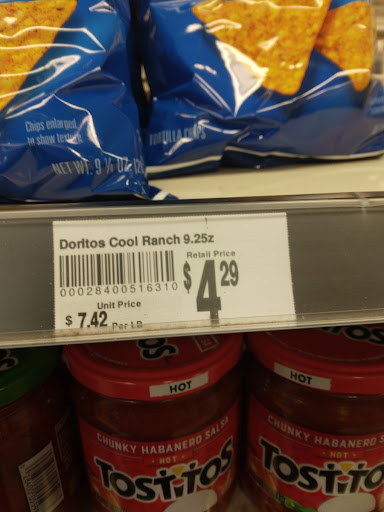 Chips enlarged
to show texture
NET WT. 9 ¼ OZ.
TORTILLA CHIPS
Doritos Cool Ranch 9.25z
Retail Price
$4.29
00028400516310
Unit Price
$ 7.42 Per LB
HOT
HOT
CHUNKY HABANERO SALSA
HOT
TOSTITOS
CHUNKY HABANERO S
HOT
TOSTITOS